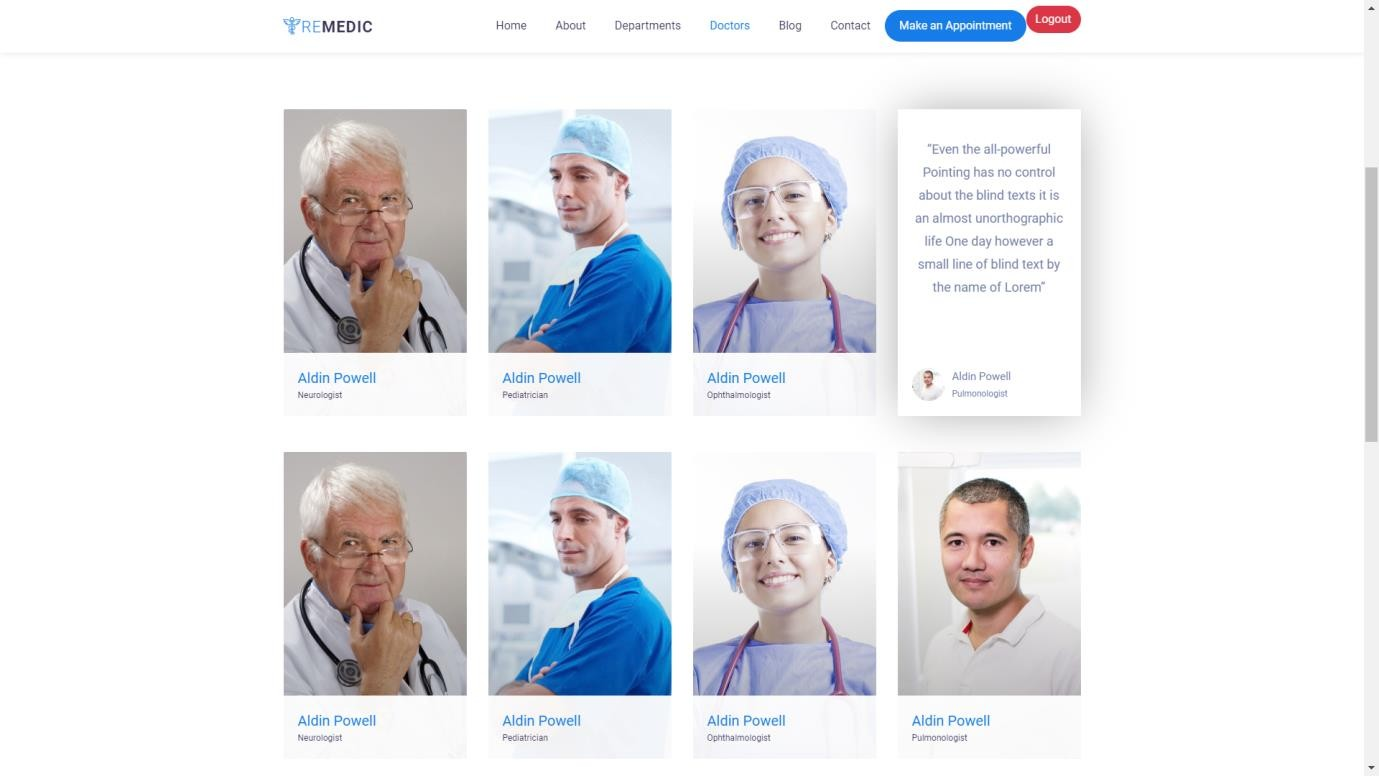 REMEDIC
Home About Departments Doctors Blog Contact Make an Appointment Logout
“Even the all-powerful
Pointing has no control
about the blind texts it is
an almost unorthographic
life One day however a
small line of blind text by
the name of Lorem”
Aldin Powell
Pulmonologist
Aldin Powell
Neurologist
Aldin Powell
Pediatrician
Aldin Powell
Ophthalmologist
Aldin Powell
Neurologist
Aldin Powell
Pediatrician
Aldin Powell
Ophthalmologist
Aldin Powell
Pulmonologist